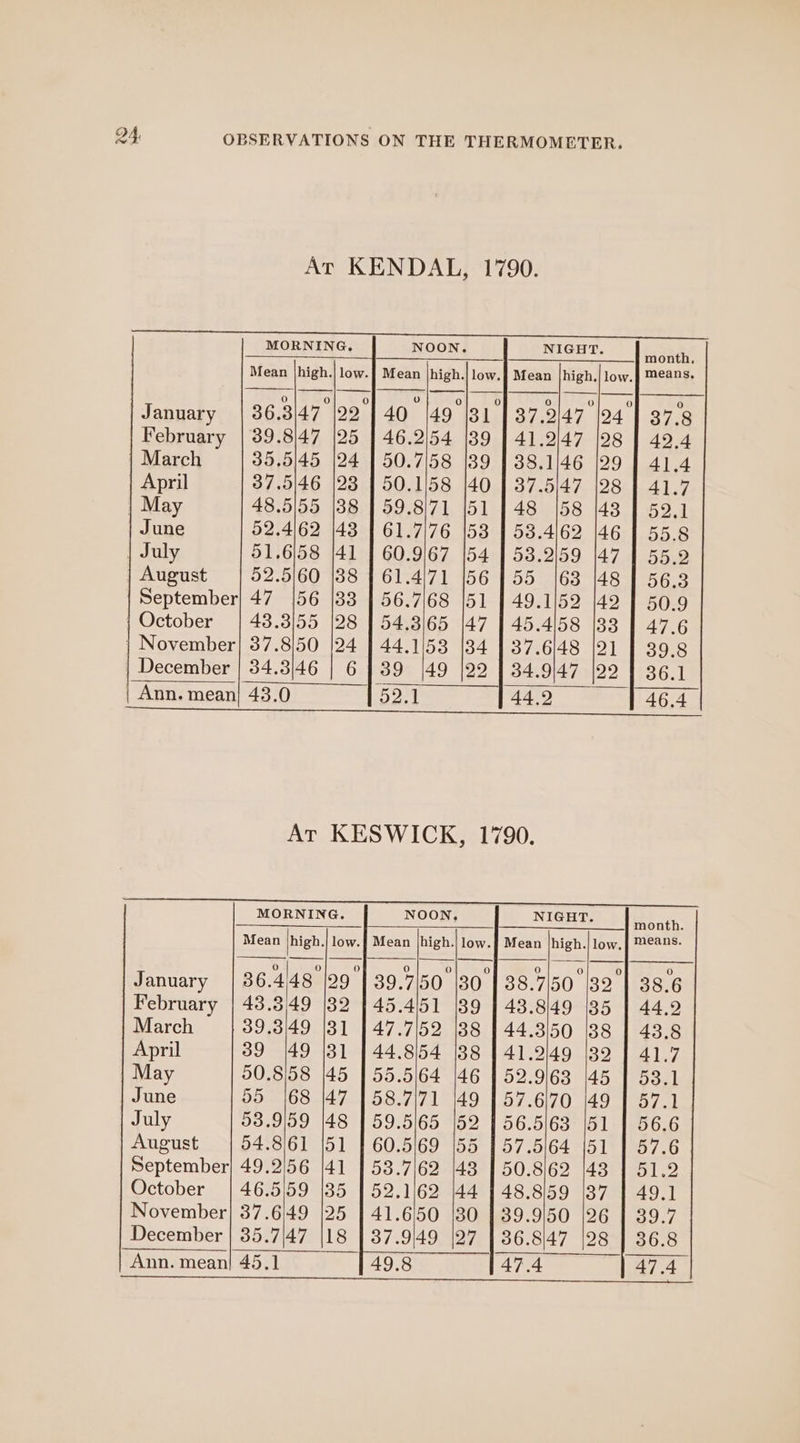 24 OBSERVATIONS ON THE THERMOMETER.
At KENDAL, 1790.
MORNING. NOON. NIGHT. month.
Mean high. low. Mean high. low. Mean high. low. means.
January 36.3° 47° 22° 40° 49° 31° 37.2° 47° 24° 37.8°
February 39.8 47 25 46.2 54 39 41.2 47 28 42.4
March 35.5 45 24 50.7 58 39 38.1 46 29 41.4
April 37.5 46 23 50.1 58 40 37.5 47 28 41.7
May 48.5 55 38 59.8 71 51 48 58 43 52.1
June 52.4 62 43 61.7 76 53 53.4 62 46 55.8
July 51.6 58 41 60.9 67 54 53.2 59 47 55.2
August 52.5 60 38 61.4 71 56 55 63 48 56.3
September 47 56 33 56.7 68 51 49.1 52 42 50.9
October 43.3 55 28 54.3 65 47 45.4 58 33 47.6
November 37.8 50 24 44.1 53 34 37.6 48 21 39.8
December 34.3 46 6 39 49 22 34.9 47 22 36.1
Ann. mean 43.0 52.1 44.2 46.4
At KESWICK, 1790.
MORNING. NOON. NIGHT. month.
Mean high. low. Mean high. low. Mean high. low. means.
January 36.4° 48° 29° 39.7° 50° 30° 38.7° 50° 32° 38.6°
February 43.3 49 32 45.4 51 39 43.8 49 35 44.2
March 39.3 49 31 47.7 52 38 44.3 50 38 43.8
April 39 49 31 44.8 54 38 41.2 49 32 41.7
May 50.8 58 45 55.5 64 46 52.9 63 45 53.1
June 55 68 47 58.7 71 49 57.6 70 49 57.1
July 53.9 59 48 59.5 65 52 56.5 63 51 56.6
August 54.8 61 51 60.5 69 55 57.5 64 51 57.6
September 49.2 56 41 53.7 62 43 50.8 62 43 51.2
October 46.5 59 35 52.1 62 44 48.8 59 37 49.1
November 37.6 49 25 41.6 50 30 39.9 50 26 39.7
December 35.7 47 18 37.9 49 27 36.8 47 28 36.8
Ann. mean 45.1 49.8 47.4 47.4